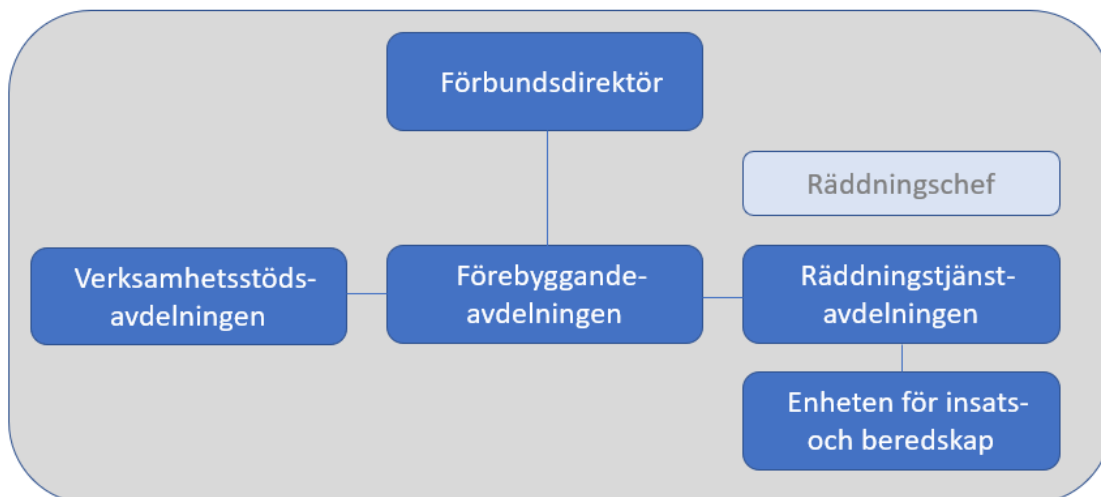 Förbundsdirektör
Räddningschef
Verksamhetsstöds-
avdelningen
Förebyggande-
avdelningen
Räddningstjänst-
avdelningen
Enheten för insats-
och beredskap